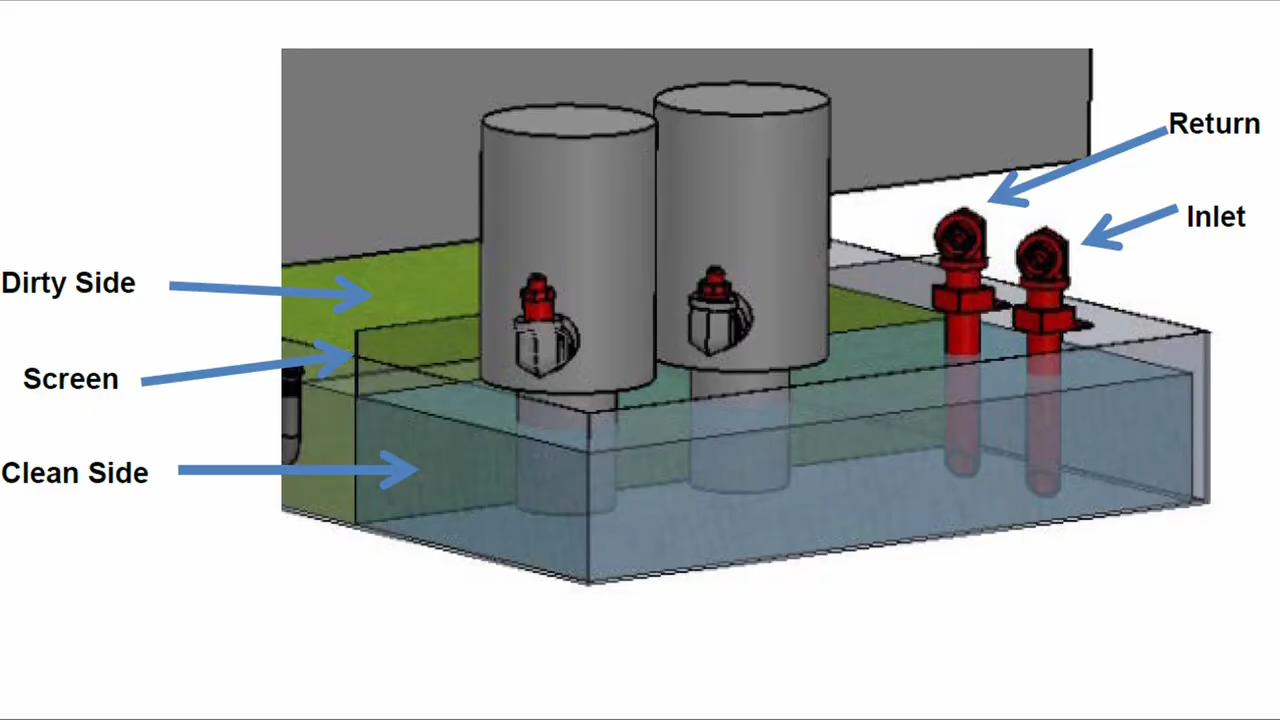 Return
Inlet
Dirty Side
Screen
Clean Side